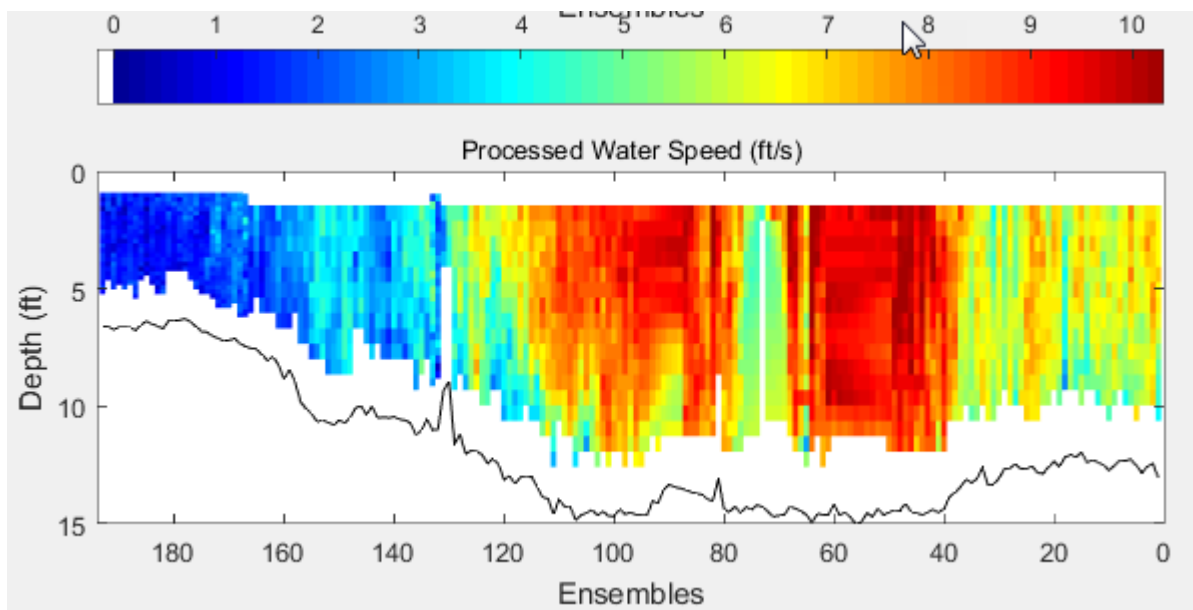 Ensembles
0 1 2 3 4 5 6 7 8 9 10
Processed Water Speed (ft/s)
0
5
10
15
Depth (ft)
180 160 140 120 100 80 60 40 20 0
Ensembles